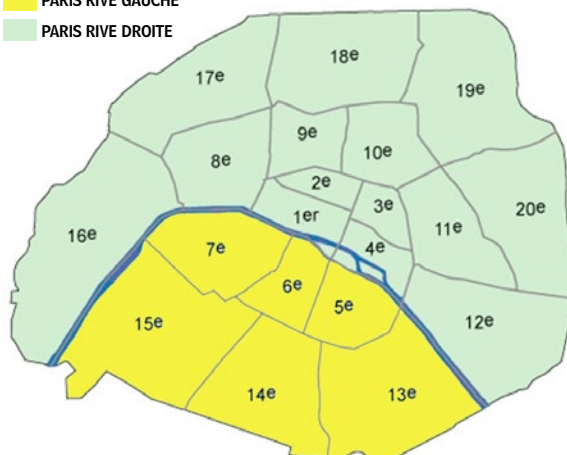 PARIS RIVE GAUCHE
PARIS RIVE DROITE
18e
17e
19e
9e
10e
8e
2e
3e
20e
1er
11e
16e
4e
7e
6e
5e
12e
15e
14e
13e